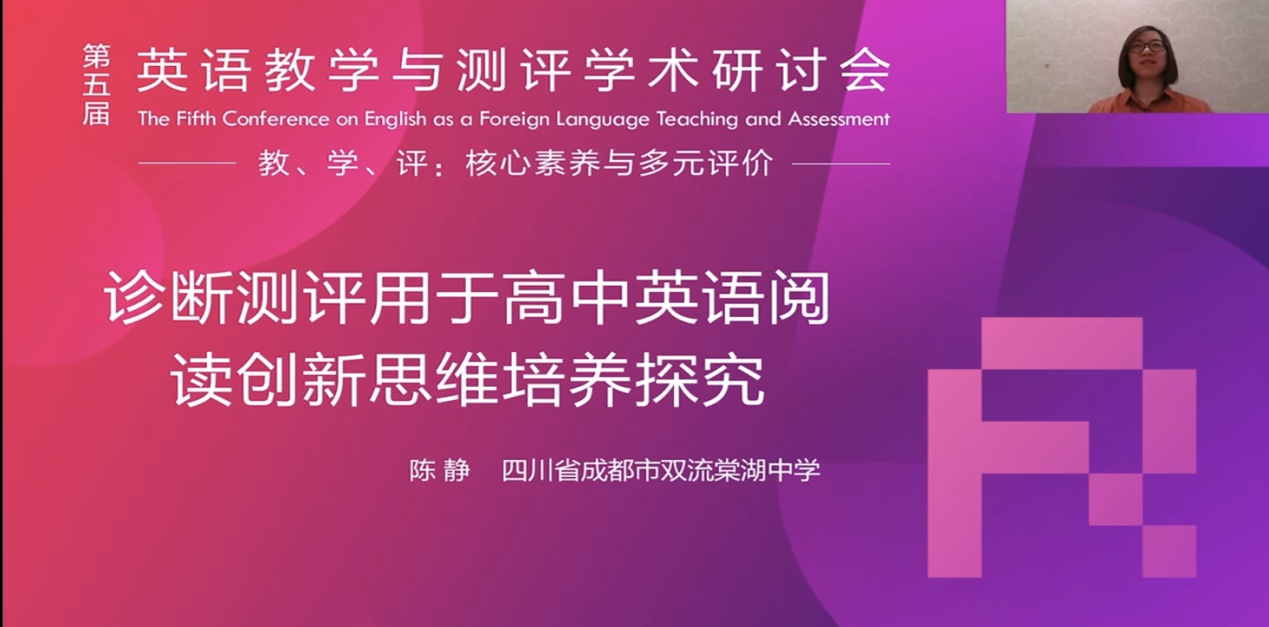 第五届
英语教学与测评学术研讨会
The Fifth Conference on English as a Foreign Language Teaching and Assessment
教、学、评：核心素养与多元评价
诊断测评用于高中英语阅
读创新思维培养探究
陈 静 四川省成都市双流棠湖中学